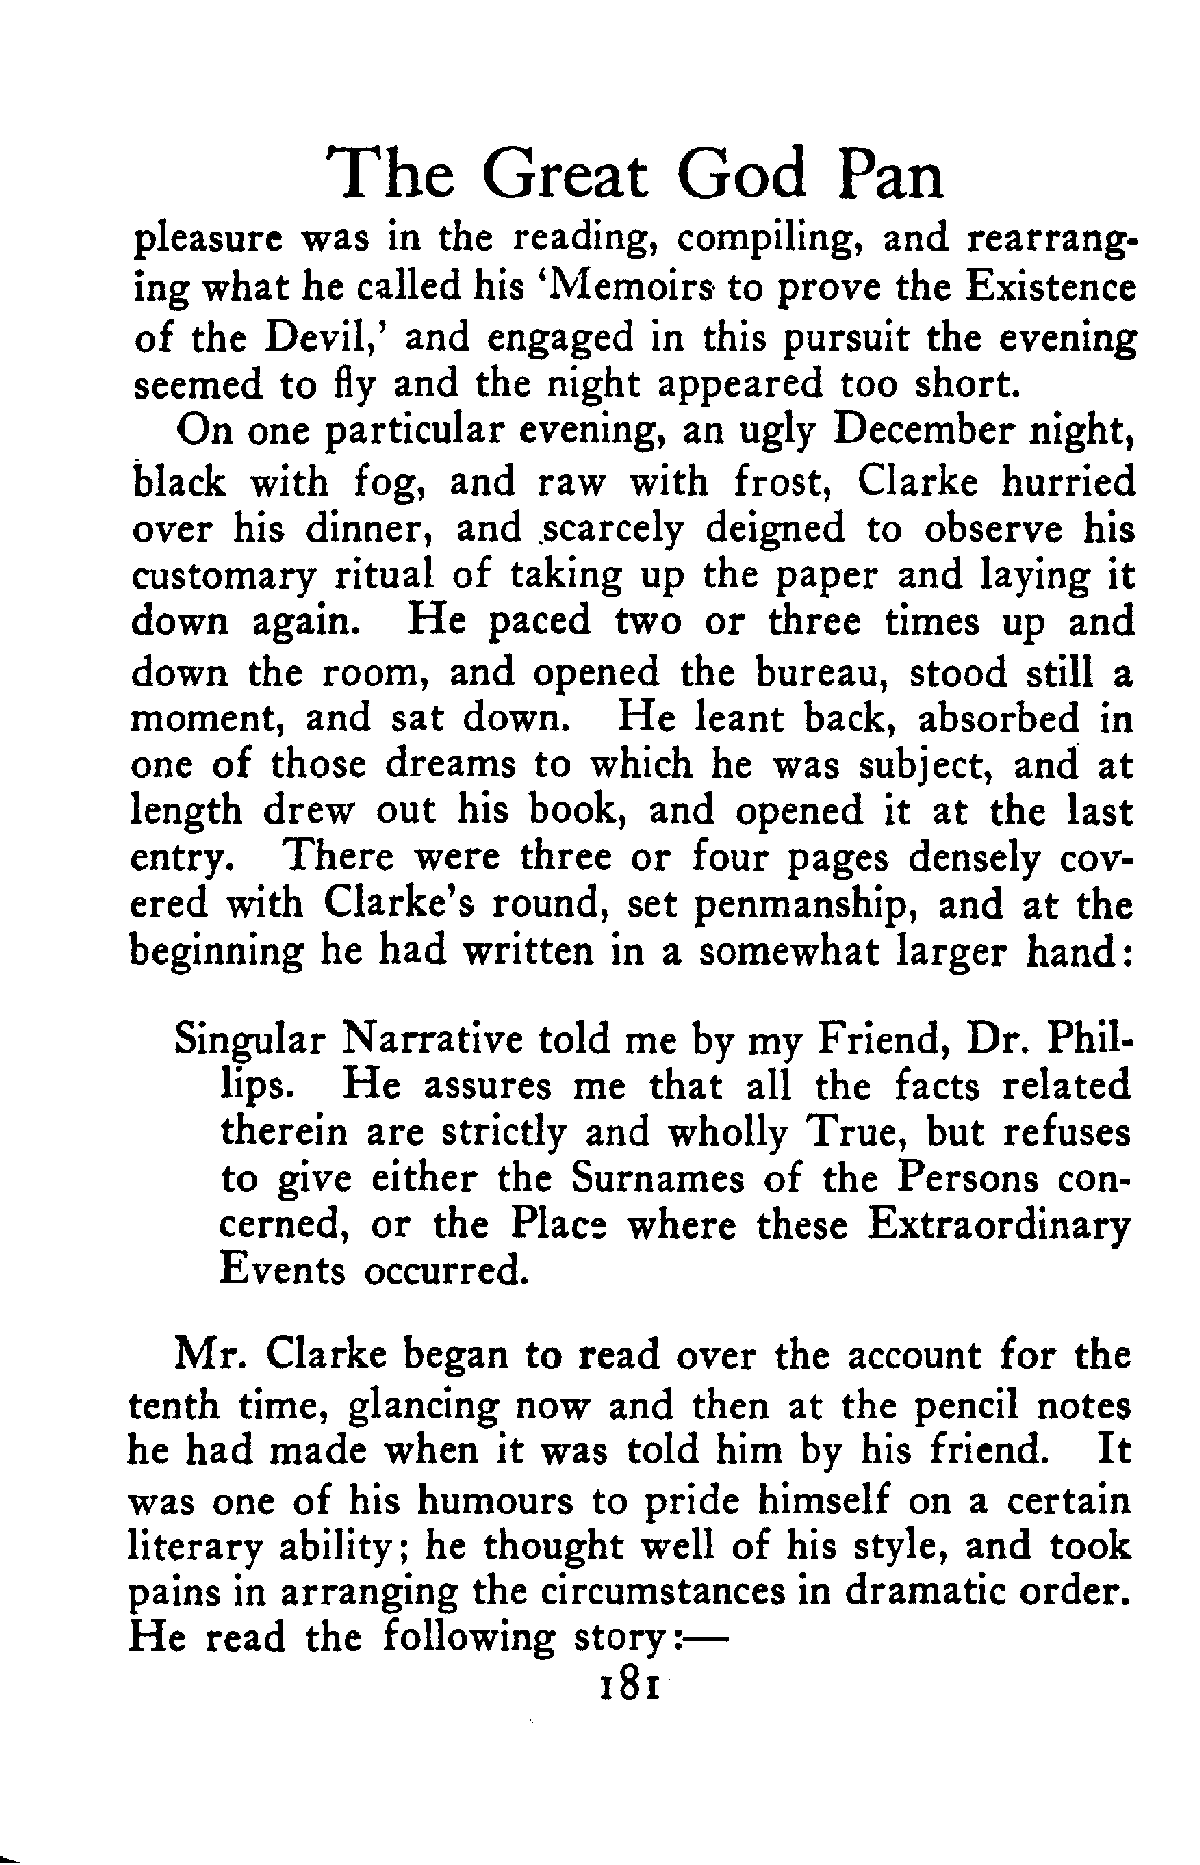 The Great God Pan
pleasure was in the reading, compiling, and rearrang-
ing what he called his ‘Memoirs to prove the Existence
of the Devil,’ and engaged in this pursuit the evening
seemed to fly and the night appeared too short.
On one particular evening, an ugly December night,
black with fog, and raw with frost, Clarke hurried
over his dinner, and scarcely deigned to observe his
customary ritual of taking up the paper and laying it
down again. He paced two or three times up and
down the room, and opened the bureau, stood still a
moment, and sat down. He leant back, absorbed in
one of those dreams to which he was subject, and at
length drew out his book, and opened it at the last
entry. There were three or four pages densely cov-
ered with Clarke’s round, set penmanship, and at the
beginning he had written in a somewhat larger hand:
Singular Narrative told me by my Friend, Dr. Phil-
lips. He assures me that all the facts related
therein are strictly and wholly True, but refuses
to give either the Surnames of the Persons con-
cerned, or the Place where these Extraordinary
Events occurred.
Mr. Clarke began to read over the account for the
tenth time, glancing now and then at the pencil notes
he had made when it was told him by his friend. It
was one of his humours to pride himself on a certain
literary ability; he thought well of his style, and took
pains in arranging the circumstances in dramatic order.
He read the following story:—
181